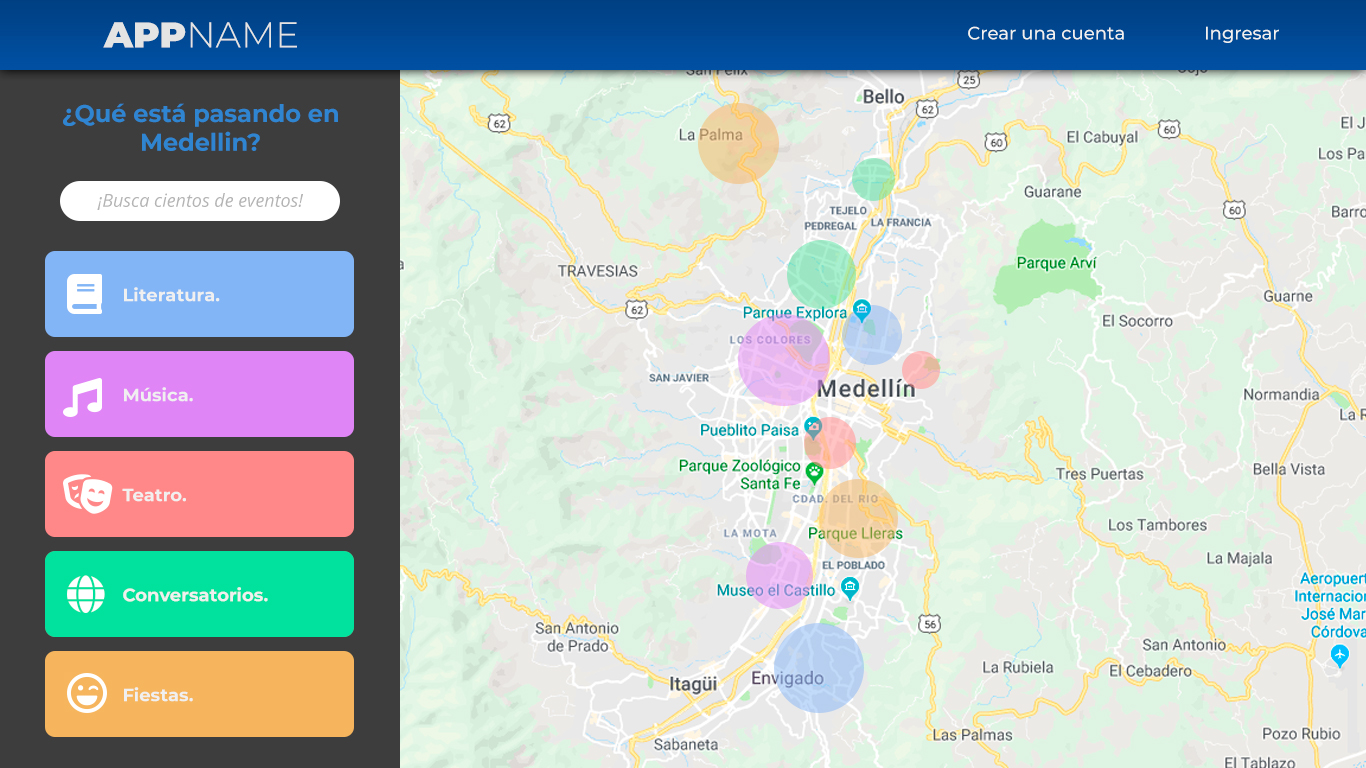 APPNAME
Crear una cuenta
Ingresar
¿Qué está pasando en
Medellin?
¡Busca cientos de eventos!
Literatura.
Música.
Teatro.
Conversatorios.
Fiestas.
San Félix
25
Bello
62
62
La Palma
60
El Cabuyal
60
Guarane
60
TEJELO
PEDREGAL
LA FRANCIA
Parque Arví
TRAVESIAS
62
Parque Explora
Guarne
El Socorro
LOS COLORES
SAN JAVIER
Medellín
Normandia
Pueblito Paisa
Parque Zoológico
Santa Fe
Tres Puertas
Bella Vista
CDAD. DEL RIO
Los Tambores
LA MOTA
Parque Lleras
La Majala
EL POBLADO
Museo el Castillo
Aeropuert
Internacion
José Mar
Córdova
San Antonio
de Prado
56
San Antonio
La Rubiela
El Cebadero
Itagüi
Envigado
Las Palmas
Pozo Rubio
Sabaneta
El Tablazo